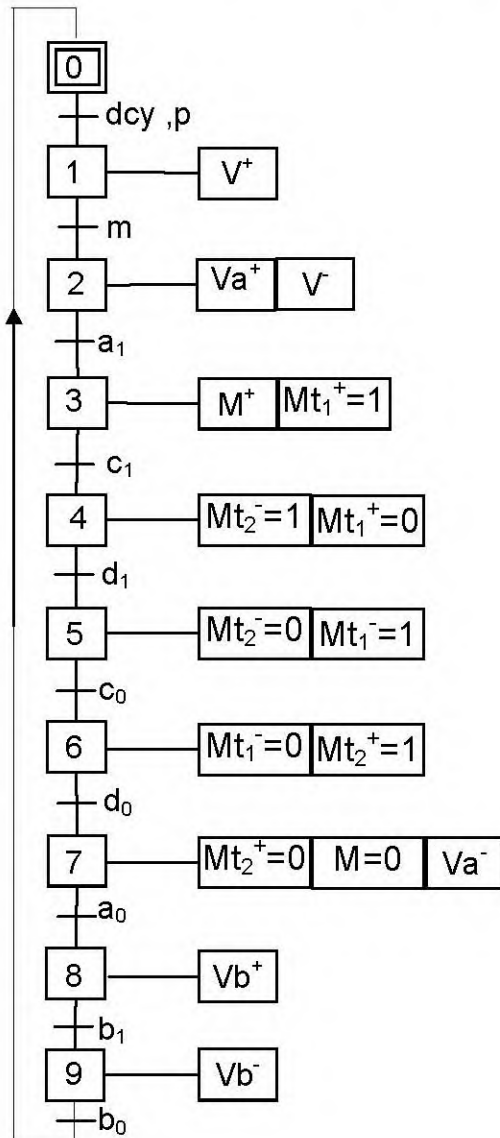 0
dcy ,p
1 V⁺
m
2 Va⁺ V⁻
a₁
3 M⁺ Mt₁⁺=1
c₁
4 Mt₂⁻=1 Mt₁⁺=0
d₁
5 Mt₂⁻=0 Mt₁⁻=1
c₀
6 Mt₁⁻=0 Mt₂⁺=1
d₀
7 Mt₂⁺=0 M=0 Va⁻
a₀
8 Vb⁺
b₁
9 Vb⁻
b₀